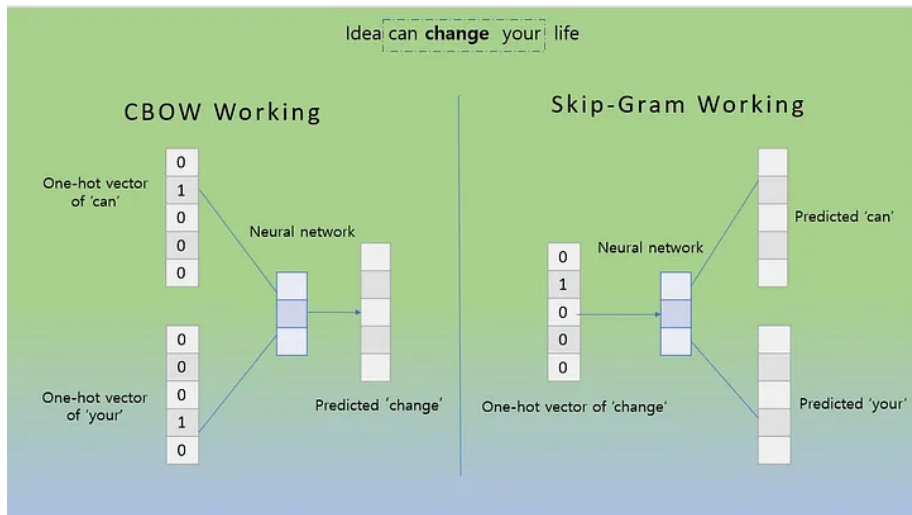 Idea can change your life
CBOW Working
One-hot vector
of 'can'
0
1
0
0
0
Neural network
0
0
0
1
0
One-hot vector
of 'your'
Predicted 'change'
Skip-Gram Working
0
1
0
0
0
One-hot vector of 'change'
Neural network
Predicted 'can'
Predicted 'your'